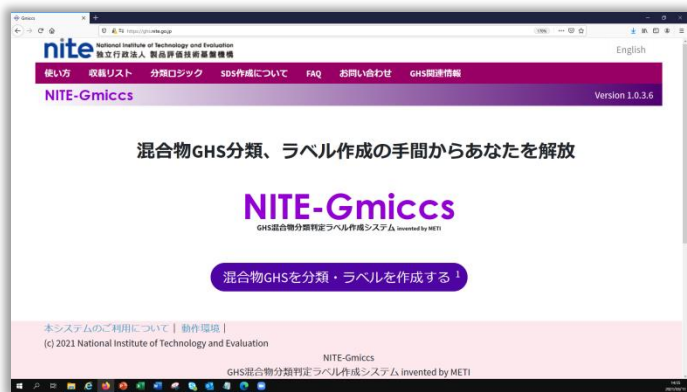 Gmiccs
https://ghs.nite.go.jp
nite National Institute of Technology and Evaluation
独立行政法人 製品評価技術基盤機構
English
使い方 収載リスト 分類ロジック SDS作成について FAQ お問い合わせ GHS関連情報
NITE-Gmiccs Version 1.0.3.6
混合物GHS分類、ラベル作成の手間からあなたを解放
NITE-Gmiccs
GHS混合物分類判定ラベル作成システム invented by METI
混合物GHSを分類・ラベルを作成する 1
本システムのご利用について | 動作環境 |
(c) 2021 National Institute of Technology and Evaluation
NITE-Gmiccs
GHS混合物分類判定ラベル作成システム invented by METI